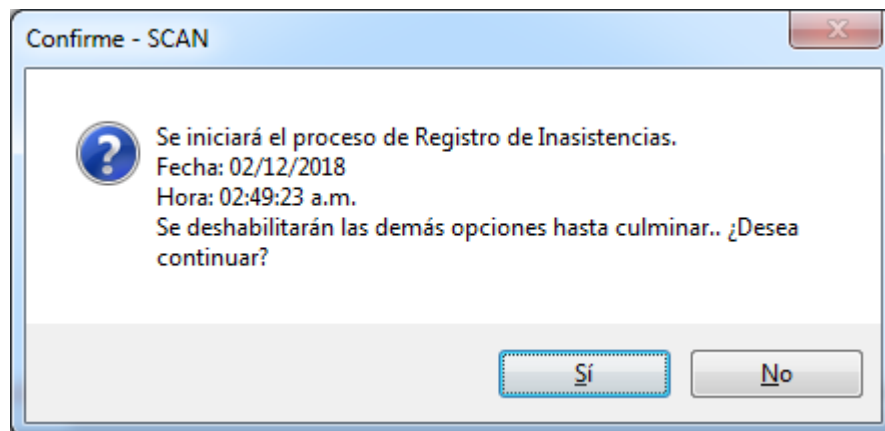 Confirme - SCAN
Se iniciará el proceso de Registro de Inasistencias.
Fecha: 02/12/2018
Hora: 02:49:23 a.m.
Se deshabilitarán las demás opciones hasta culminar.. ¿Desea
continuar?
Sí
No